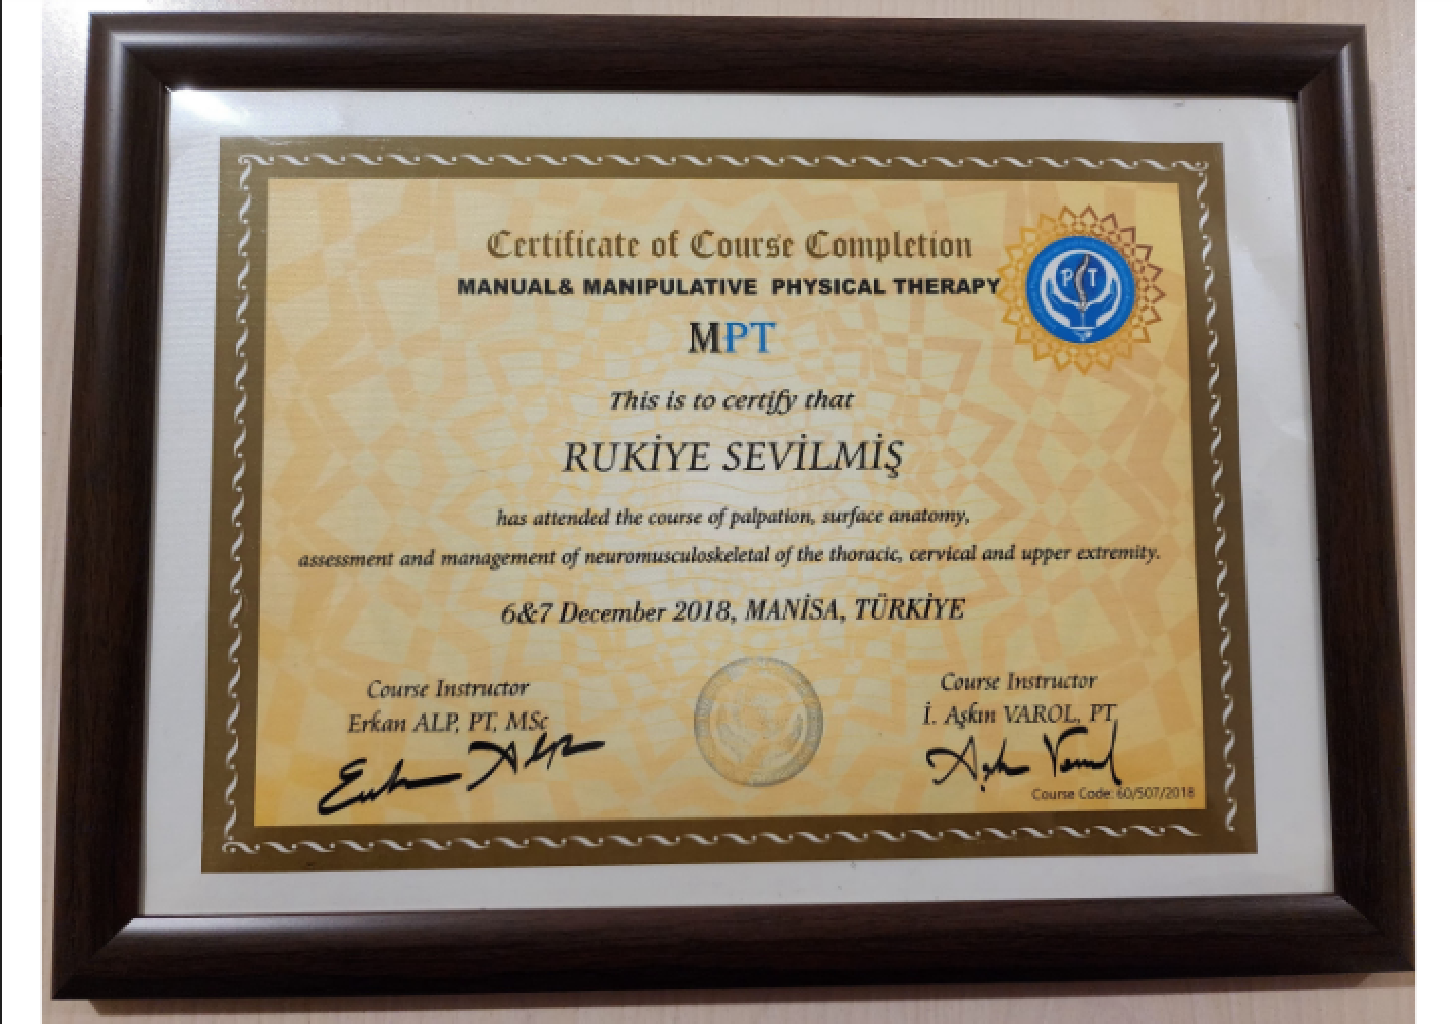 Certificate of Course Completion
MANUAL& MANIPULATIVE PHYSICAL THERAPY
P T
MPT
This is to certify that
RUKİYE SEVİLMİŞ
has attended the course of palpation, surface anatomy,
assessment and management of neuromusculoskeletal of the thoracic, cervical and upper extremity.
6&7 December 2018, MANİSA, TÜRKİYE
Course Instructor
Erkan ALP, PT, MSc
Course Instructor
İ. Aşkın VAROL, PT
Course Code: 60/507/2018